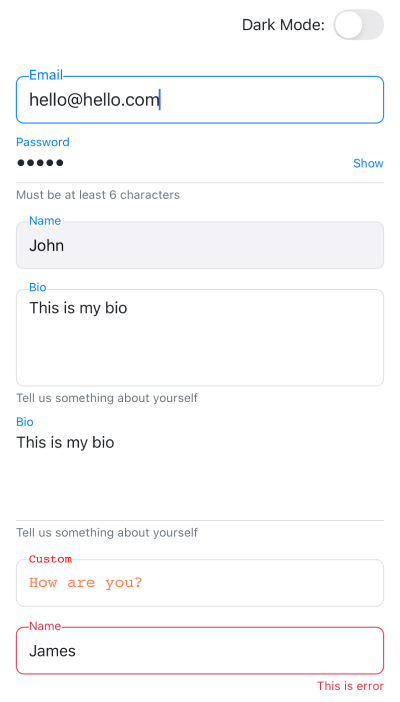 Dark Mode:
Email
hello@hello.com
Password
●●●●●
Show
Must be at least 6 characters
Name
John
Bio
This is my bio
Tell us something about yourself
Bio
This is my bio
Tell us something about yourself
Custom
How are you?
Name
James
This is error